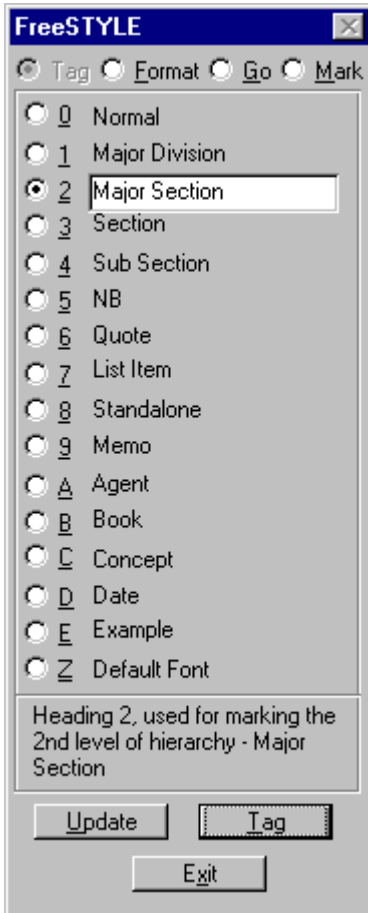 FreeSTYLE
Tag Format Go Mark
0 Normal
1 Major Division
2 Major Section
3 Section
4 Sub Section
5 NB
6 Quote
7 List Item
8 Standalone
9 Memo
A Agent
B Book
C Concept
D Date
E Example
Z Default Font
Heading 2, used for marking the
2nd level of hierarchy - Major
Section
Update Tag
Exit